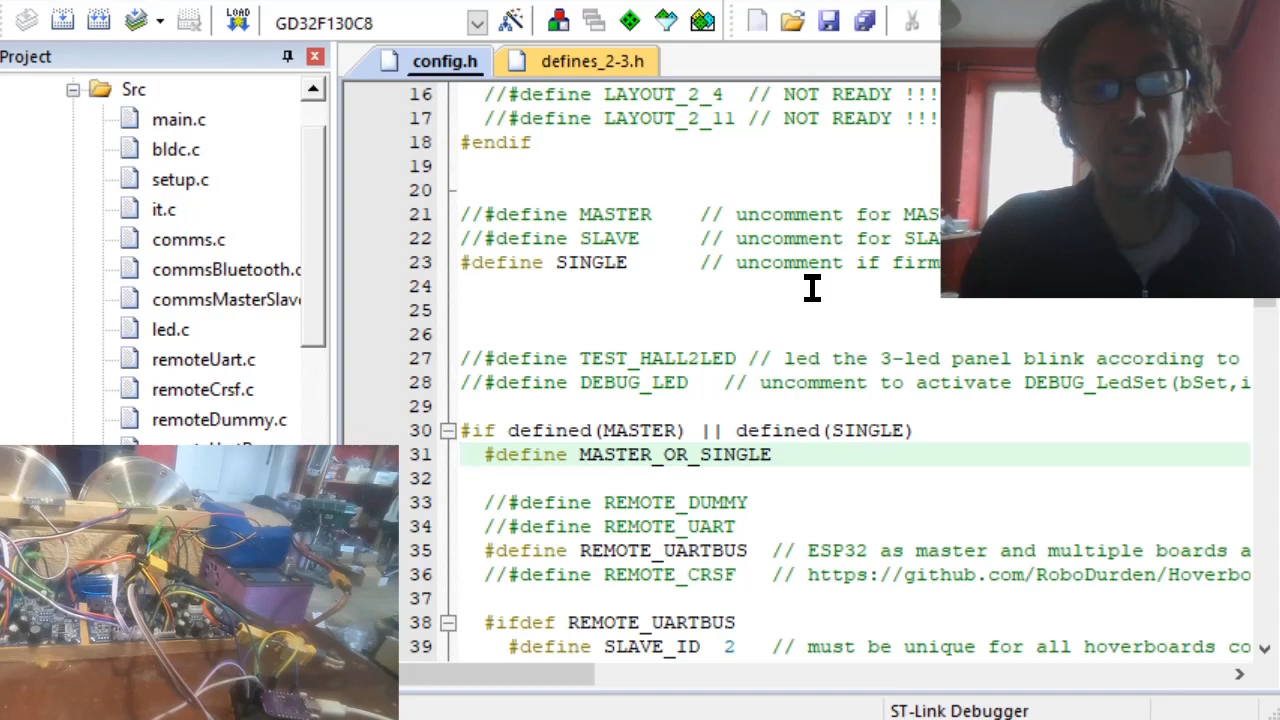 LOAD
GD32F130C8
Project
config.h
defines_2-3.h
Src
main.c
bldc.c
setup.c
it.c
comms.c
commsBluetooth.c
commsMasterSlave
led.c
remoteUart.c
remoteCrsf.c
remoteDummy.c
16 //#define LAYOUT_2_4 // NOT READY !!!
17 //#define LAYOUT_2_11 // NOT READY !!!
18 #endif
19
20
21 //#define MASTER // uncomment for MAS
22 //#define SLAVE // uncomment for SLA
23 #define SINGLE // uncomment if firm
24
25
26
27 //#define TEST_HALL2LED // led the 3-led panel blink according to
28 //#define DEBUG_LED // uncomment to activate DEBUG_LedSet(bSet,i
29
30 #if defined(MASTER) || defined(SINGLE)
31 #define MASTER_OR_SINGLE
32
33 //#define REMOTE_DUMMY
34 //#define REMOTE_UART
35 #define REMOTE_UARTBUS // ESP32 as master and multiple boards a
36 //#define REMOTE_CRSF // https://github.com/RoboDurden/Hoverbo
37
38 #ifdef REMOTE_UARTBUS
39 #define SLAVE_ID 2 // must be unique for all hoverboards co
ST-Link Debugger